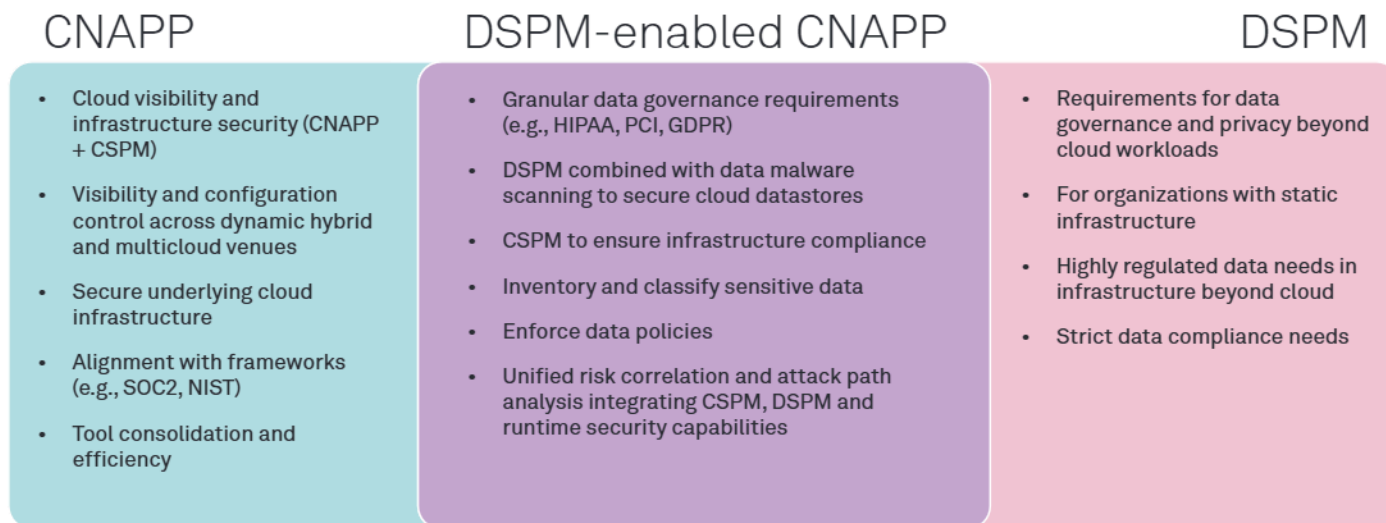 CNAPP
• Cloud visibility and
infrastructure security (CNAPP
+ CSPM)
• Visibility and configuration
control across dynamic hybrid
and multicloud venues
• Secure underlying cloud
infrastructure
• Alignment with frameworks
(e.g., SOC2, NIST)
• Tool consolidation and
efficiency
DSPM-enabled CNAPP
• Granular data governance requirements
(e.g., HIPAA, PCI, GDPR)
• DSPM combined with data malware
scanning to secure cloud datastores
• CSPM to ensure infrastructure compliance
• Inventory and classify sensitive data
• Enforce data policies
• Unified risk correlation and attack path
analysis integrating CSPM, DSPM and
runtime security capabilities
DSPM
• Requirements for data
governance and privacy beyond
cloud workloads
• For organizations with static
infrastructure
• Highly regulated data needs in
infrastructure beyond cloud
• Strict data compliance needs